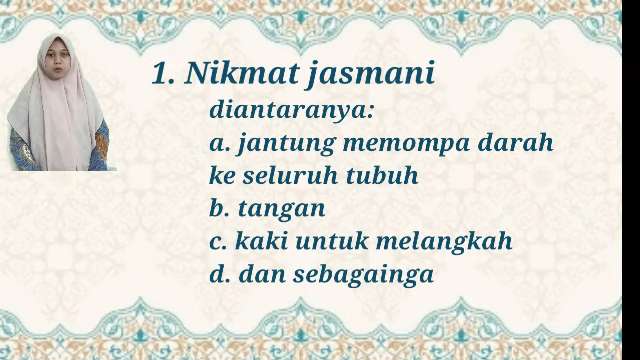 1. Nikmat jasmani
diantaranya:
a. jantung memompa darah
ke seluruh tubuh
b. tangan
c. kaki untuk melangkah
d. dan sebagainga